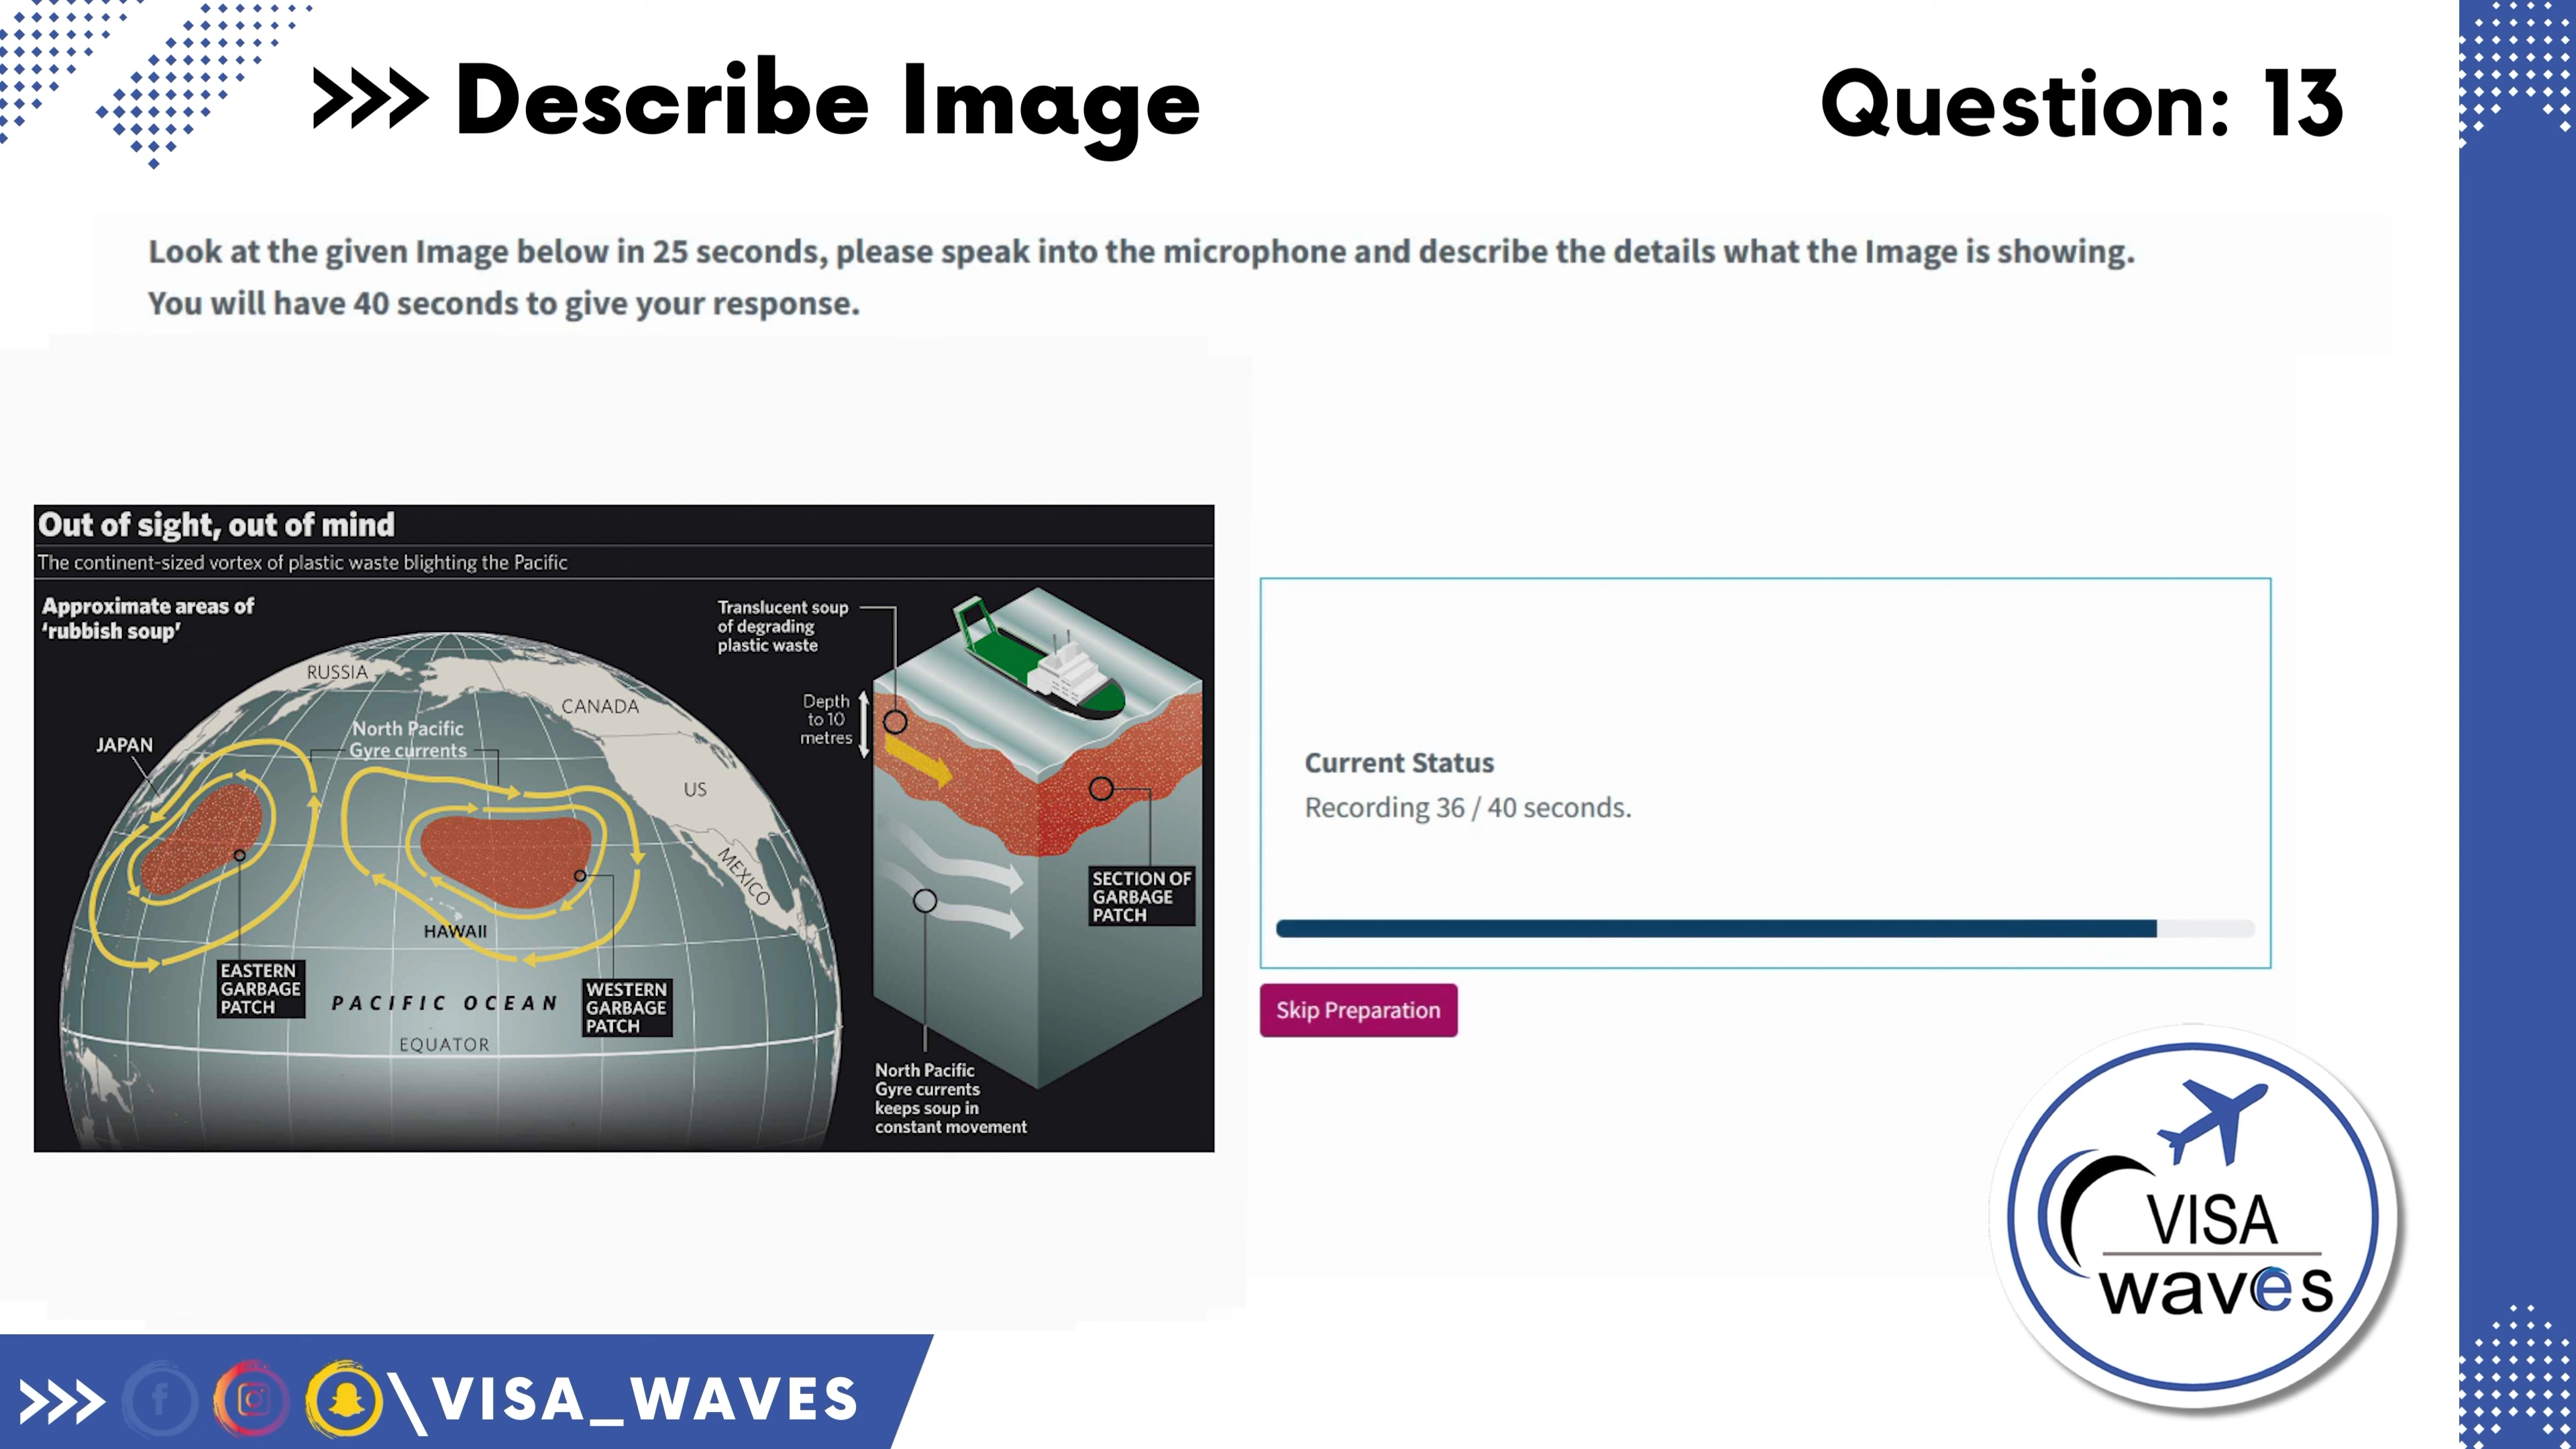 >>> Describe Image
Question: 13
Look at the given Image below in 25 seconds, please speak into the microphone and describe the details what the Image is showing.
You will have 40 seconds to give your response.
Out of sight, out of mind
The continent-sized vortex of plastic waste blighting the Pacific
Approximate areas of
‘rubbish soup’
RUSSIA
CANADA
North Pacific
Gyre currents
JAPAN
US
MEXICO
HAWAII
EASTERN
GARBAGE
PATCH
PACIFIC OCEAN
WESTERN
GARBAGE
PATCH
EQUATOR
Translucent soup
of degrading
plastic waste
Depth
to 10
metres
SECTION OF
GARBAGE
PATCH
North Pacific
Gyre currents
keeps soup in
constant movement
Current Status
Recording 36 / 40 seconds.
Skip Preparation
VISA
waves
>>> \VISA_WAVES